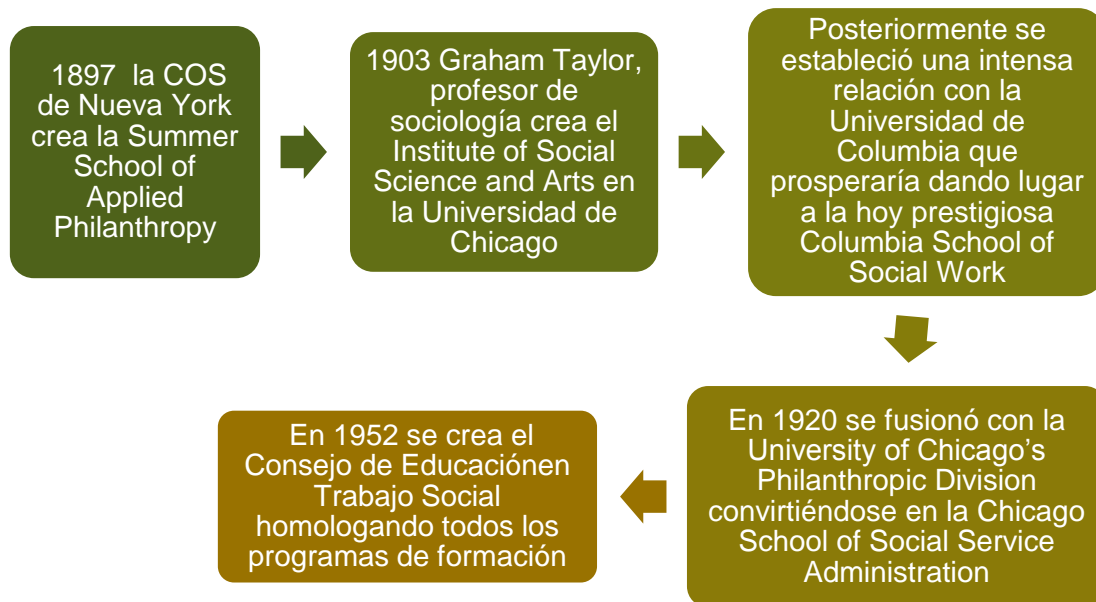 1897  la COS
de Nueva York
crea la Summer
School of
Applied
Philanthropy
1903 Graham Taylor,
profesor de
sociología crea el
Institute of Social
Science and Arts en
la Universidad de
Chicago
Posteriormente se
estableció una intensa
relación con la
Universidad de
Columbia que
prosperaría dando lugar
a la hoy prestigiosa
Columbia School of
Social Work
En 1920 se fusionó con la
University of Chicago’s
Philanthropic Division
convirtiéndose en la Chicago
School of Social Service
Administration
En 1952 se crea el
Consejo de Educaciónen
Trabajo Social
homologando todos los
programas de formación